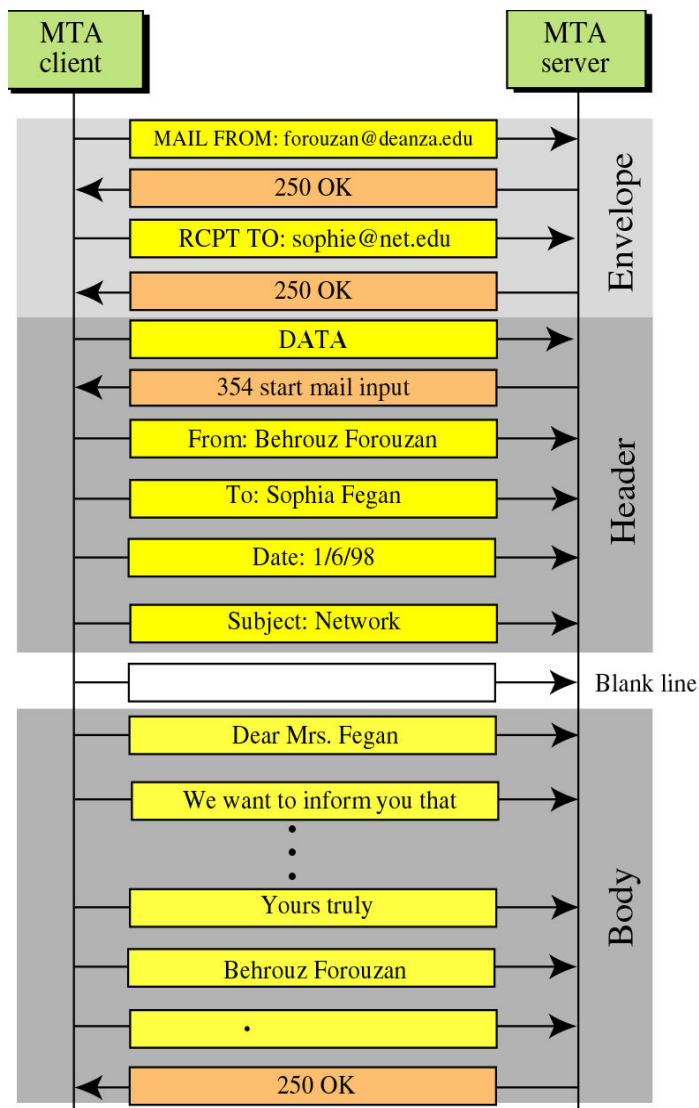 MTA
client
MTA
server
MAIL FROM: forouzan@deanza.edu
250 OK
RCPT TO: sophie@net.edu
250 OK
Envelope
DATA
354 start mail input
From: Behrouz Forouzan
To: Sophia Fegan
Date: 1/6/98
Subject: Network
Header
Blank line
Dear Mrs. Fegan
We want to inform you that
Yours truly
Behrouz Forouzan
.
250 OK
Body